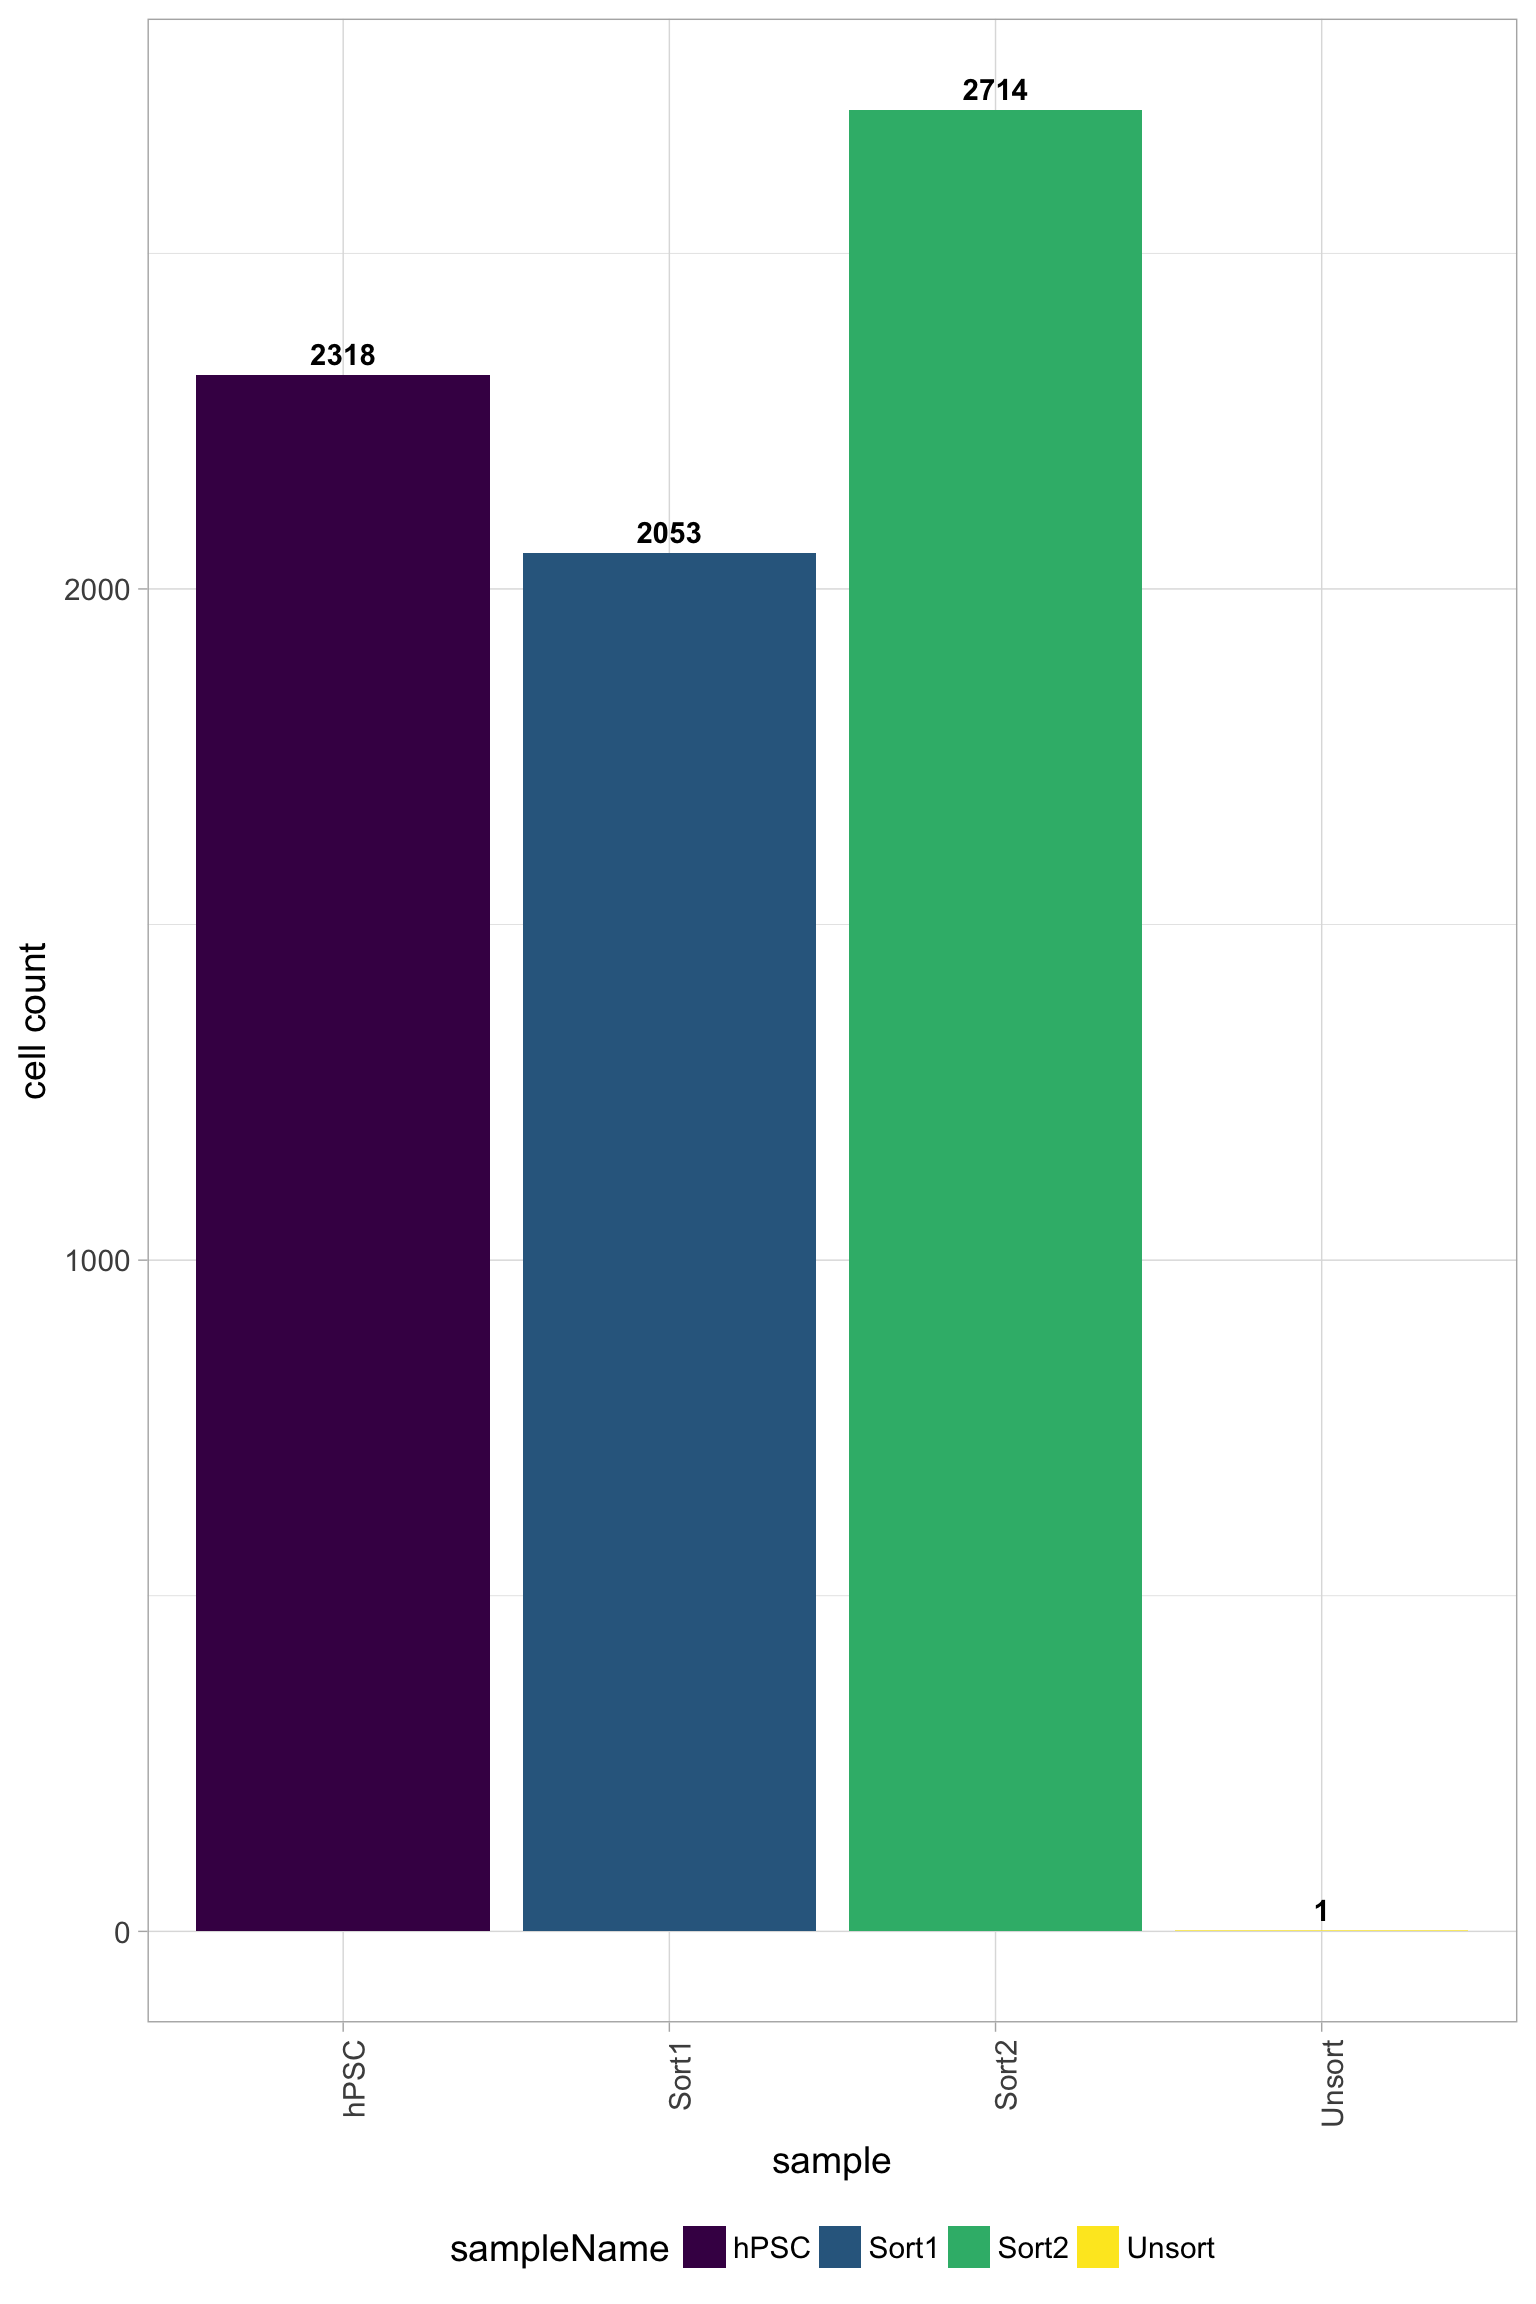 2714
2318
2053
2000
1000
1
0
cell count
hPSC
Sort1
Sort2
Unsort
sample
sampleName hPSC Sort1 Sort2 Unsort